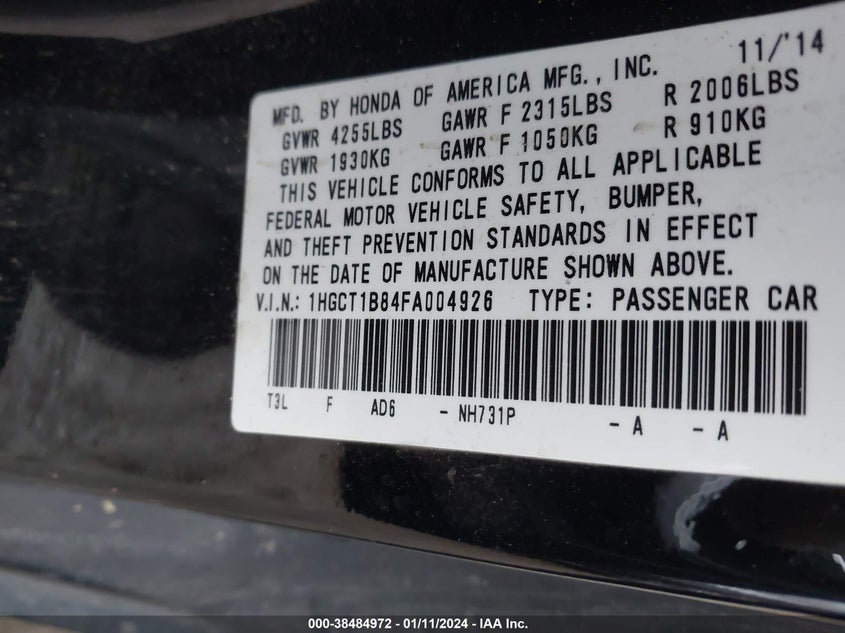 11/'14
MFD. BY HONDA OF AMERICA MFG., INC.
GVWR 4255LBS GAWR F 2315LBS R 2006LBS
GVWR 1930KG GAWR F 1050KG R 910KG
THIS VEHICLE CONFORMS TO ALL APPLICABLE
FEDERAL MOTOR VEHICLE SAFETY, BUMPER,
AND THEFT PREVENTION STANDARDS IN EFFECT
ON THE DATE OF MANUFACTURE SHOWN ABOVE.
V.I.N.: 1HGCT1B84FA004926 TYPE: PASSENGER CAR
T3L F AD6 - NH731P - A - A
000-38484972 - 01/11/2024 - IAA Inc.